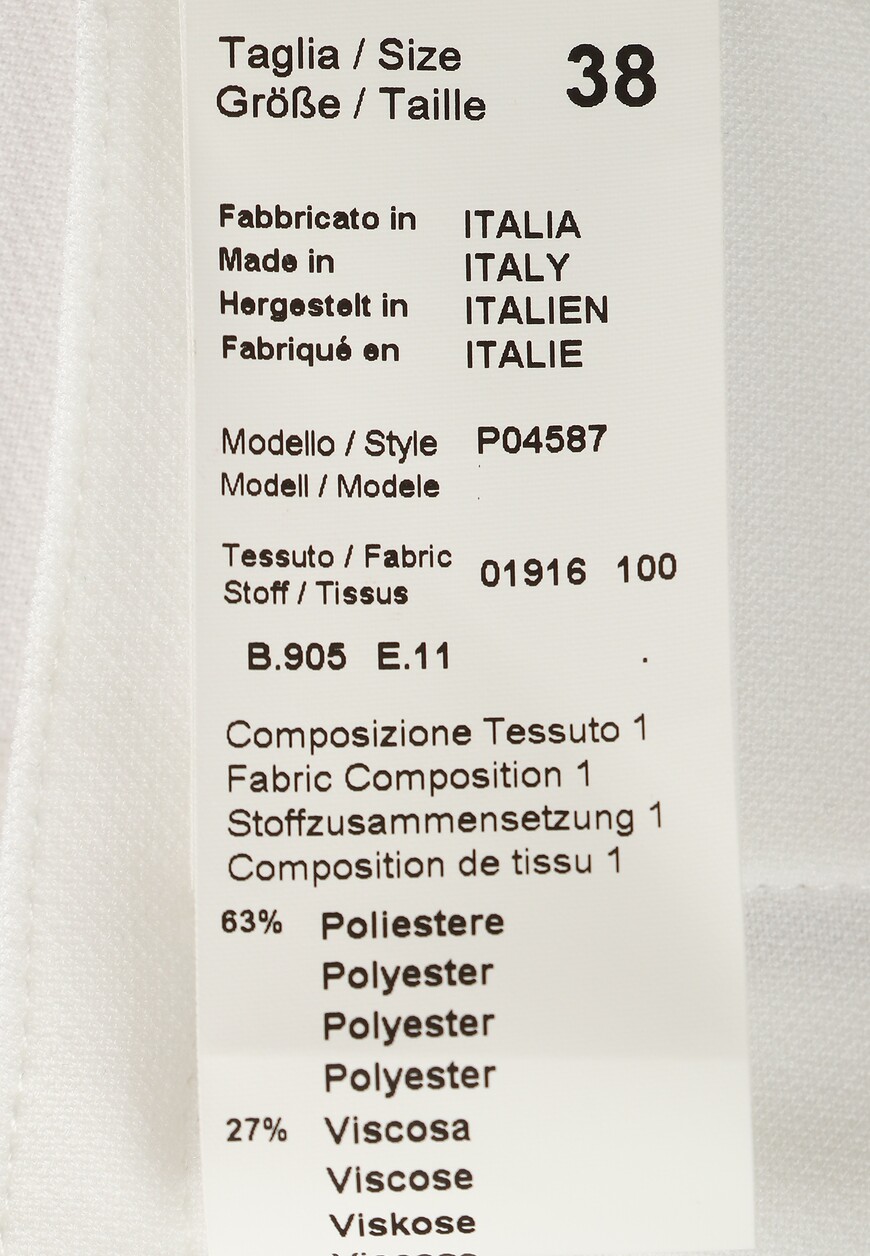 Taglia / Size 38
Größe / Taille
Fabbricato in ITALIA
Made in ITALY
Hergestelt in ITALIEN
Fabriqué en ITALIE
Modello / Style P04587
Modell / Modele
Tessuto / Fabric 01916 100
Stoff / Tissus
B.905 E.11
Composizione Tessuto 1
Fabric Composition 1
Stoffzusammensetzung 1
Composition de tissu 1
63% Poliestere
Polyester
Polyester
Polyester
27% Viscosa
Viscose
Viskose